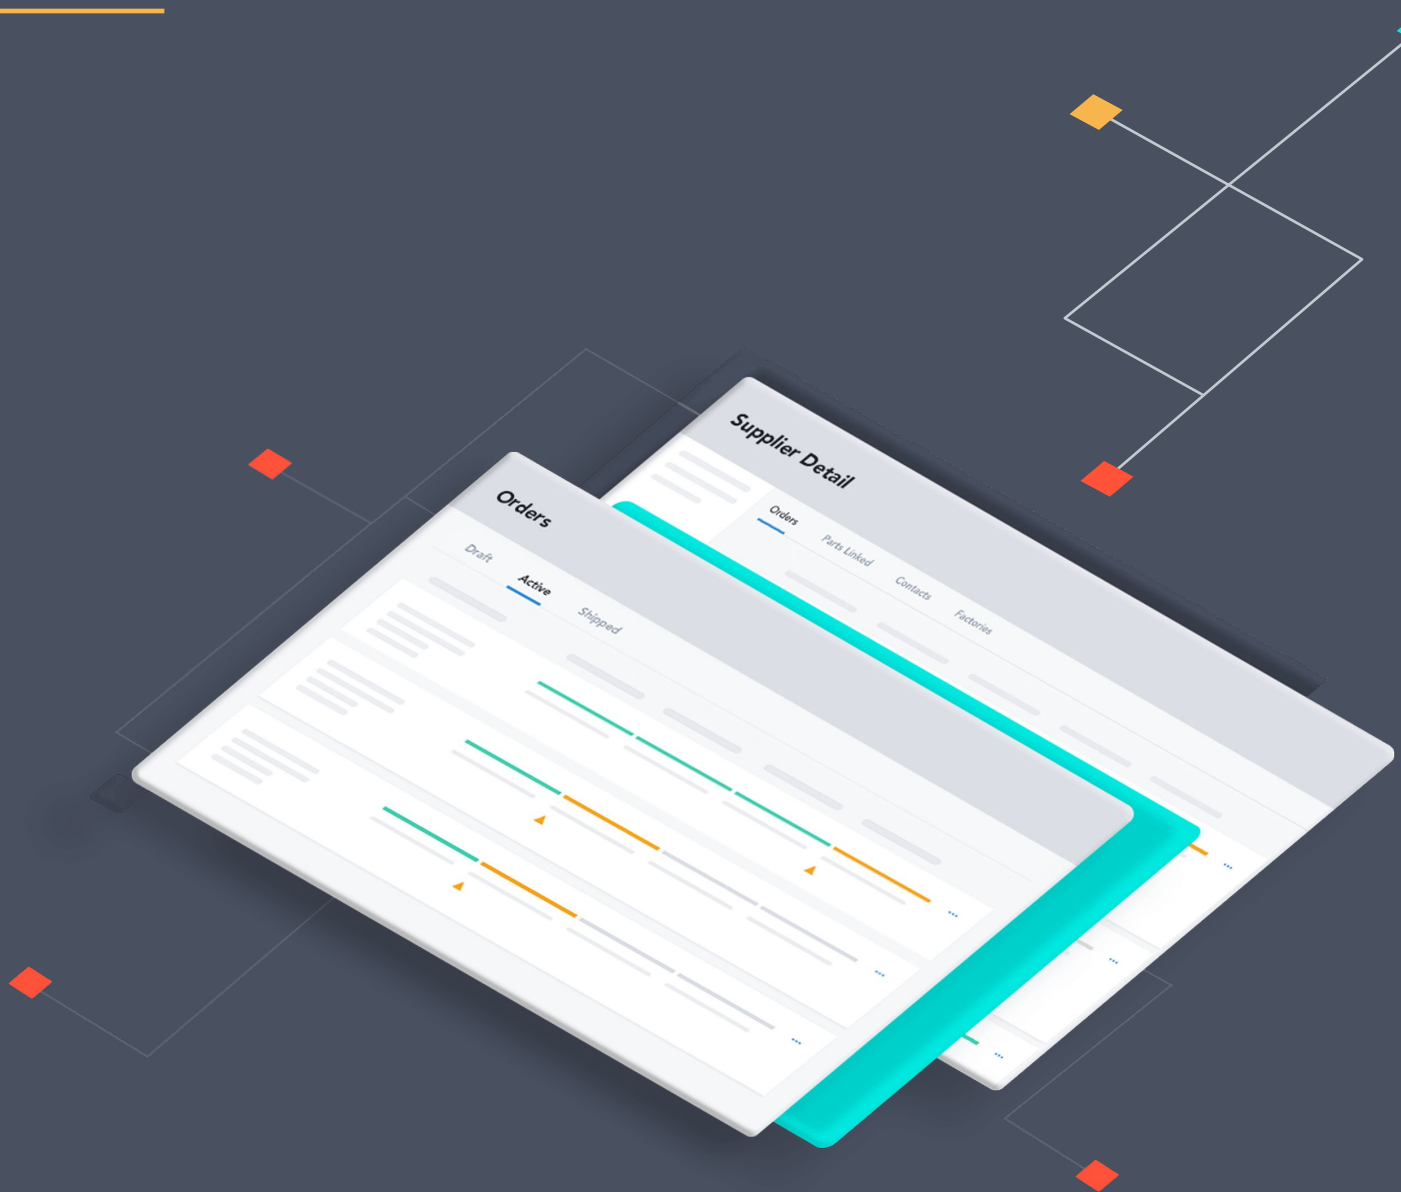 Supplier Detail
Orders
Parts Linked
Contacts
Factories
Orders
Draft
Active
Shipped